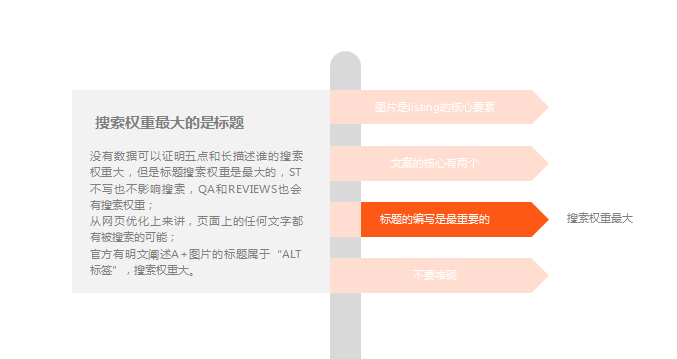 搜索权重最大的是标题
没有数据可以证明五点和长描述谁的搜索
权重大，但是标题搜索权重是最大的，ST
不写也不影响搜索，QA和REVIEWS也会
有搜索权重；
从网页优化上来讲，页面上的任何文字都
有被搜索的可能；
官方有明文阐述A+图片的标题属于“ALT
标签”，搜索权重大。
图片是listing的核心要素
文案的核心有两个
标题的编写是最重要的
搜索权重最大
不要堆砌